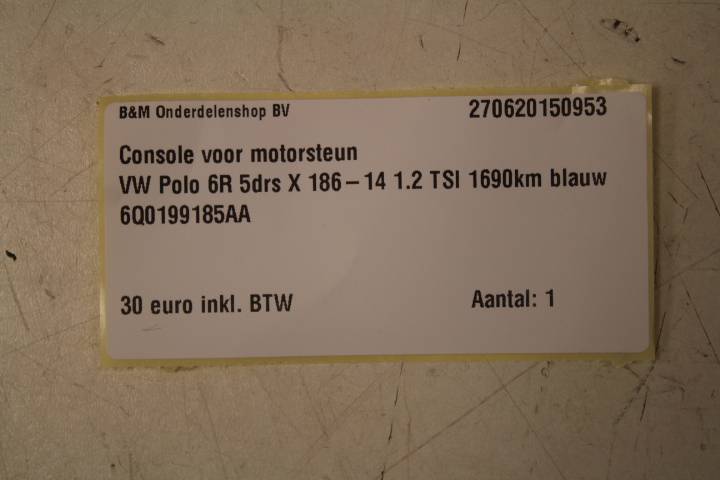 B&M Onderdelenshop BV 270620150953
Console voor motorsteun
VW Polo 6R 5drs X 186-14 1.2 TSI 1690km blauw
6Q0199185AA
30 euro inkl. BTW Aantal: 1